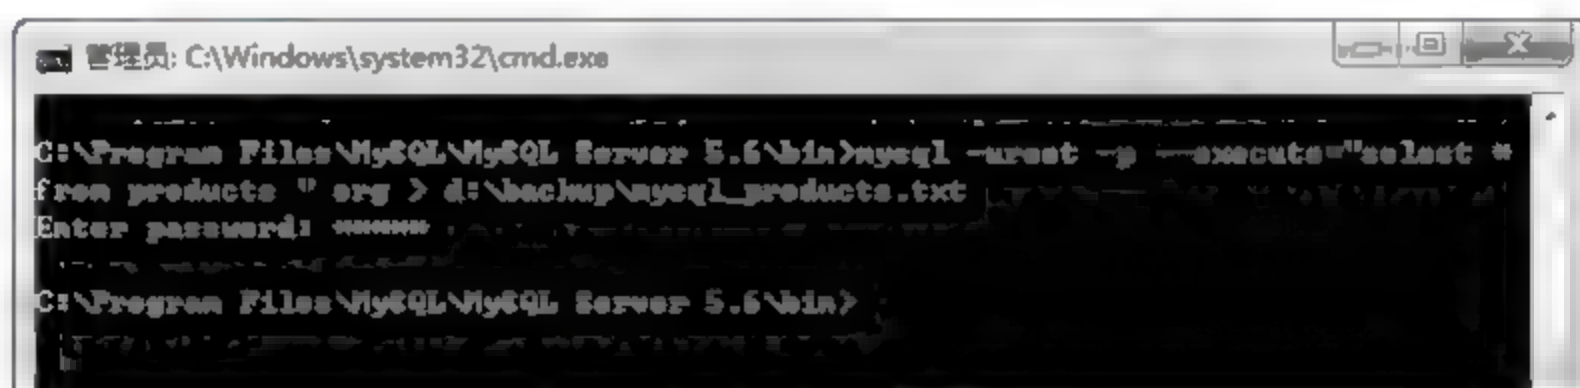 管理员: C:\Windows\system32\cmd.exe
C:\Program Files\MySQL\MySQL Server 5.6\bin>mysql -uroot -p --execute="select *
from products " org > d:\backup\mysql_products.txt
Enter password: *****
C:\Program Files\MySQL\MySQL Server 5.6\bin>